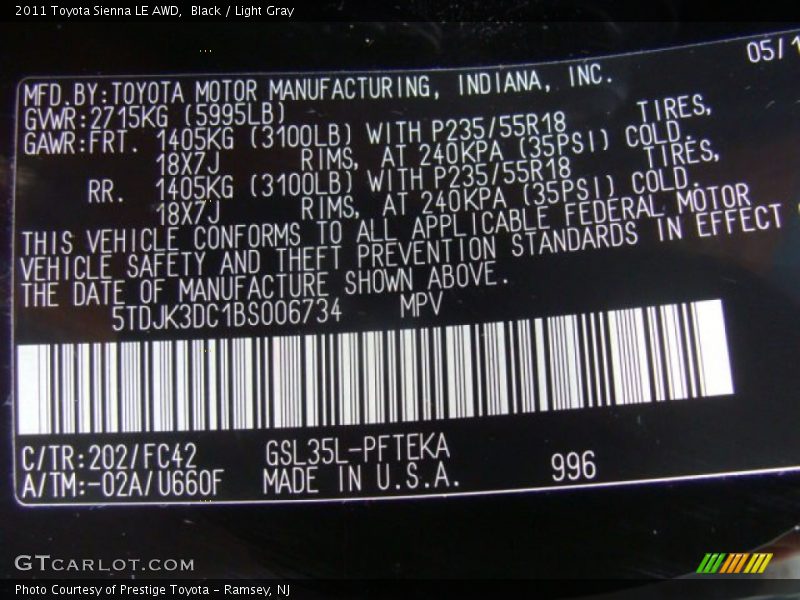 2011 Toyota Sienna LE AWD,  Black / Light Gray
05/1
MFD.BY:TOYOTA MOTOR MANUFACTURING, INDIANA, INC.
GVWR:2715KG (5995LB)
GAWR:FRT. 1405KG (3100LB) WITH P235/55R18 TIRES,
18X7J RIMS, AT 240KPA (35PSI) COLD.
RR. 1405KG (3100LB) WITH P235/55R18 TIRES,
18X7J RIMS, AT 240KPA (35PSI) COLD.
THIS VEHICLE CONFORMS TO ALL APPLICABLE FEDERAL MOTOR
VEHICLE SAFETY AND THEFT PREVENTION STANDARDS IN EFFECT
THE DATE OF MANUFACTURE SHOWN ABOVE.
5TDJK3DC1BS006734 MPV
C/TR:202/FC42 GSL35L-PFTEKA
A/TM:-02A/U660F MADE IN U.S.A. 996
GTCARLOT.COM
Photo Courtesy of Prestige Toyota - Ramsey, NJ